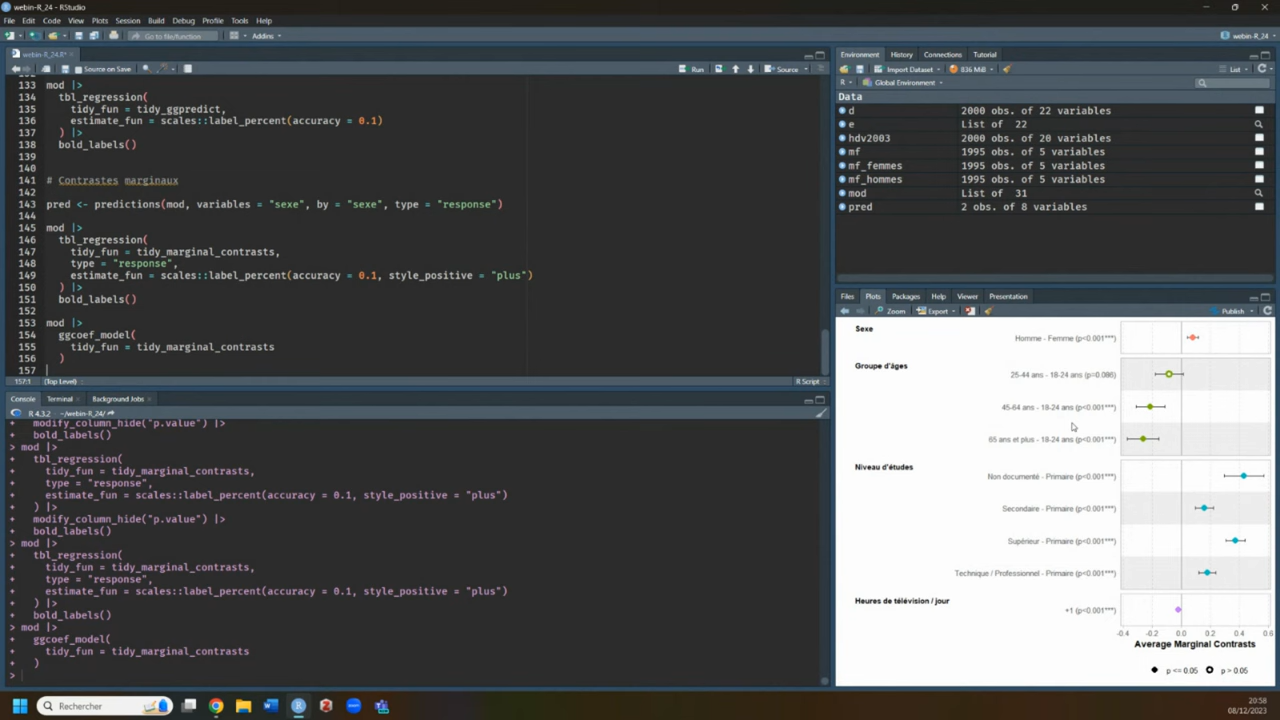 webin-R_24 - RStudio
File Edit Code View Plots Session Build Debug Profile Tools Help
Go to file/function
Addins
webin-R_24
webin-R_24.R*
Source on Save
Run
Source
133 mod |>
134 tbl_regression(
135 tidy_fun = tidy_ggpredict,
136 estimate_fun = scales::label_percent(accuracy = 0.1)
137 ) |>
138 bold_labels()
139
140
141 # Contrastes marginaux
142
143 pred <- predictions(mod, variables = "sexe", by = "sexe", type = "response")
144
145 mod |>
146 tbl_regression(
147 tidy_fun = tidy_marginal_contrasts,
148 type = "response",
149 estimate_fun = scales::label_percent(accuracy = 0.1, style_positive = "plus")
150 ) |>
151 bold_labels()
152
153 mod |>
154 ggcoef_model(
155 tidy_fun = tidy_marginal_contrasts
156 )
157
157:1 (Top Level)
R Script
Console Terminal Background Jobs
R 4.3.2 · ~/webin-R_24/
+ modify_column_hide("p.value") |>
+ bold_labels()
> mod |>
+ tbl_regression(
+ tidy_fun = tidy_marginal_contrasts,
+ type = "response",
+ estimate_fun = scales::label_percent(accuracy = 0.1, style_positive = "plus")
+ ) |>
+ modify_column_hide("p.value") |>
+ bold_labels()
> mod |>
+ tbl_regression(
+ tidy_fun = tidy_marginal_contrasts,
+ type = "response",
+ estimate_fun = scales::label_percent(accuracy = 0.1, style_positive = "plus")
+ ) |>
+ bold_labels()
> mod |>
+ ggcoef_model(
+ tidy_fun = tidy_marginal_contrasts
+ )
>
Environment History Connections Tutorial
Import Dataset
836 MiB
List
R
Global Environment
Data
d 2000 obs. of 22 variables
e List of 22
hdv2003 2000 obs. of 20 variables
mf 1995 obs. of 5 variables
mf_femmes 1995 obs. of 5 variables
mf_hommes 1995 obs. of 5 variables
mod List of 31
pred 2 obs. of 8 variables
Files Plots Packages Help Viewer Presentation
Zoom Export
Publish
Sexe
Homme - Femme (p<0.001***)
Groupe d'âges
25-44 ans - 18-24 ans (p=0.086)
45-64 ans - 18-24 ans (p<0.001***)
65 ans et plus - 18-24 ans (p<0.001***)
Niveau d'études
Non documenté - Primaire (p<0.001***)
Secondaire - Primaire (p<0.001***)
Supérieur - Primaire (p<0.001***)
Technique / Professionnel - Primaire (p<0.001***)
Heures de télévision / jour
+1 (p<0.001***)
-0.4 -0.2 0.0 0.2 0.4 0.6
Average Marginal Contrasts
p <= 0.05 p > 0.05
Rechercher
20:58
08/12/2023